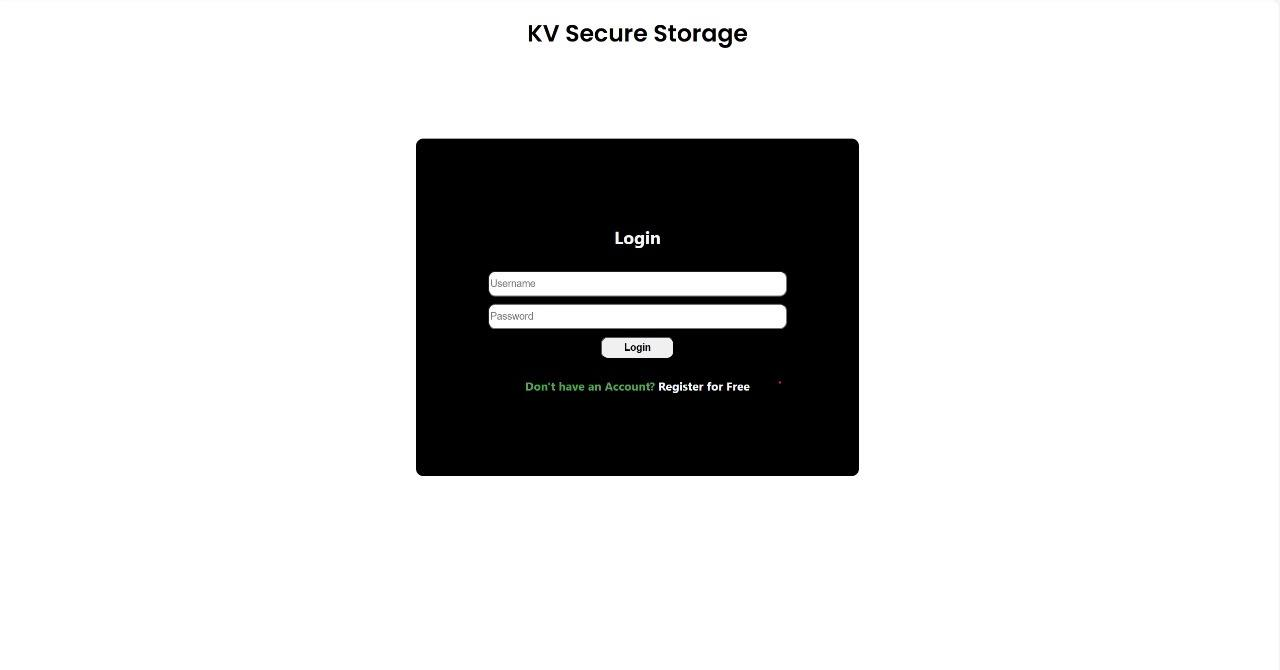 KV Secure Storage
Login
Username
Password
Login
Don't have an Account? Register for Free